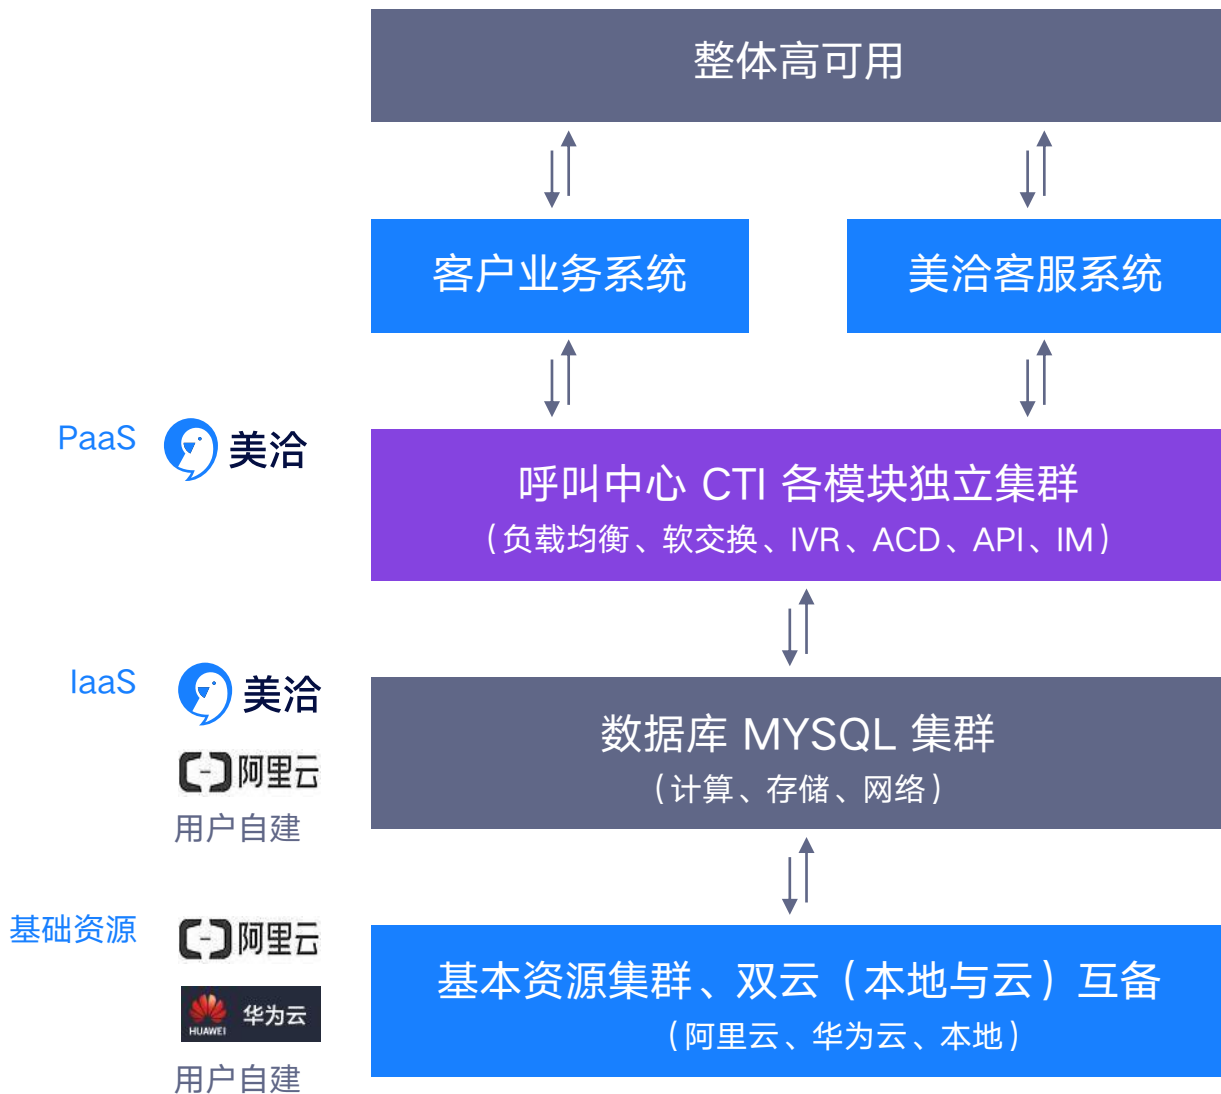 整体高可用
客户业务系统
美洽客服系统
PaaS
美洽
呼叫中心 CTI 各模块独立集群
(负载均衡、软交换、IVR、ACD、API、IM)
IaaS
美洽
阿里云
用户自建
数据库 MYSQL 集群
(计算、存储、网络)
基础资源
阿里云
HUAWEI
华为云
用户自建
基本资源集群、双云(本地与云)互备
(阿里云、华为云、本地)